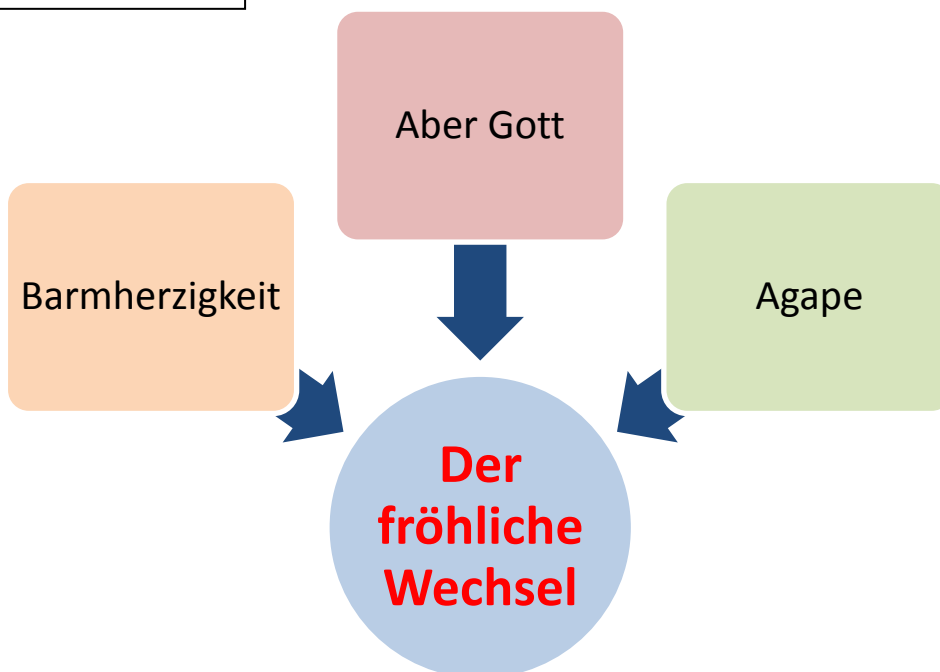 Aber Gott
Barmherzigkeit
Agape
Der
fröhliche
Wechsel